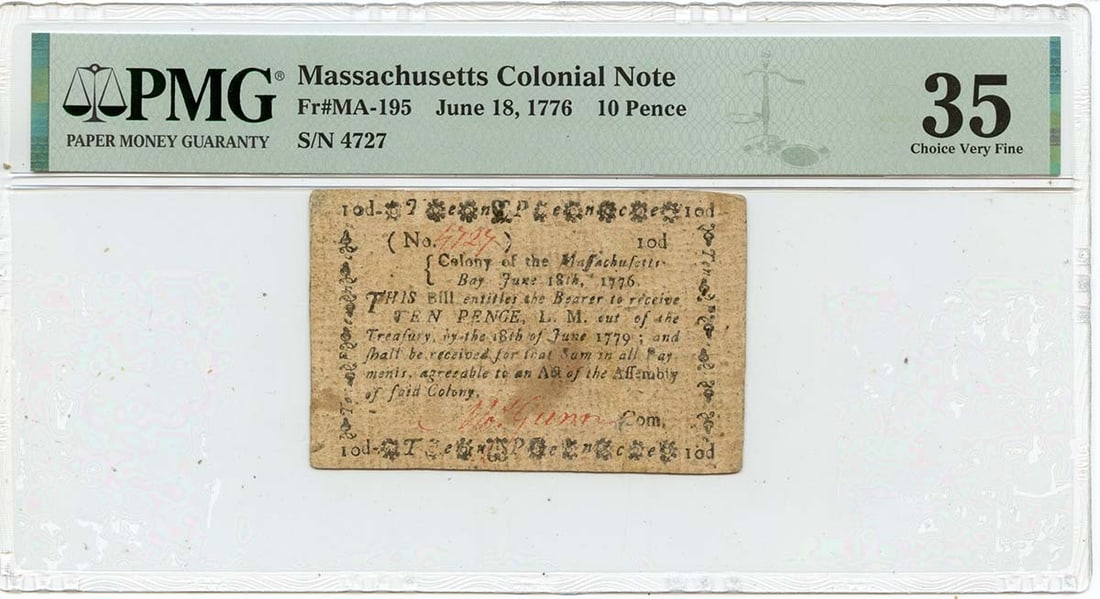 PMG®
PAPER MONEY GUARANTY
Massachusetts Colonial Note
Fr#MA-195 June 18, 1776 10 Pence
S/N 4727
35
Choice Very Fine
10d- Ten Pence 10d
(No. 4727) 10d
{Colony of the Maſſachuſetts-
Bay June 18th, 1776.
THIS Bill entitles the Bearer to receive
TEN PENCE, L. M. out of the
Treaſury, by the 18th of June 1779 ; and
ſhall be received for that Sum in all Pay
ments, agreeable to an Act of the Aſſembly
of ſaid Colony.
Gunn Com.
10d- Ten Pence 10d